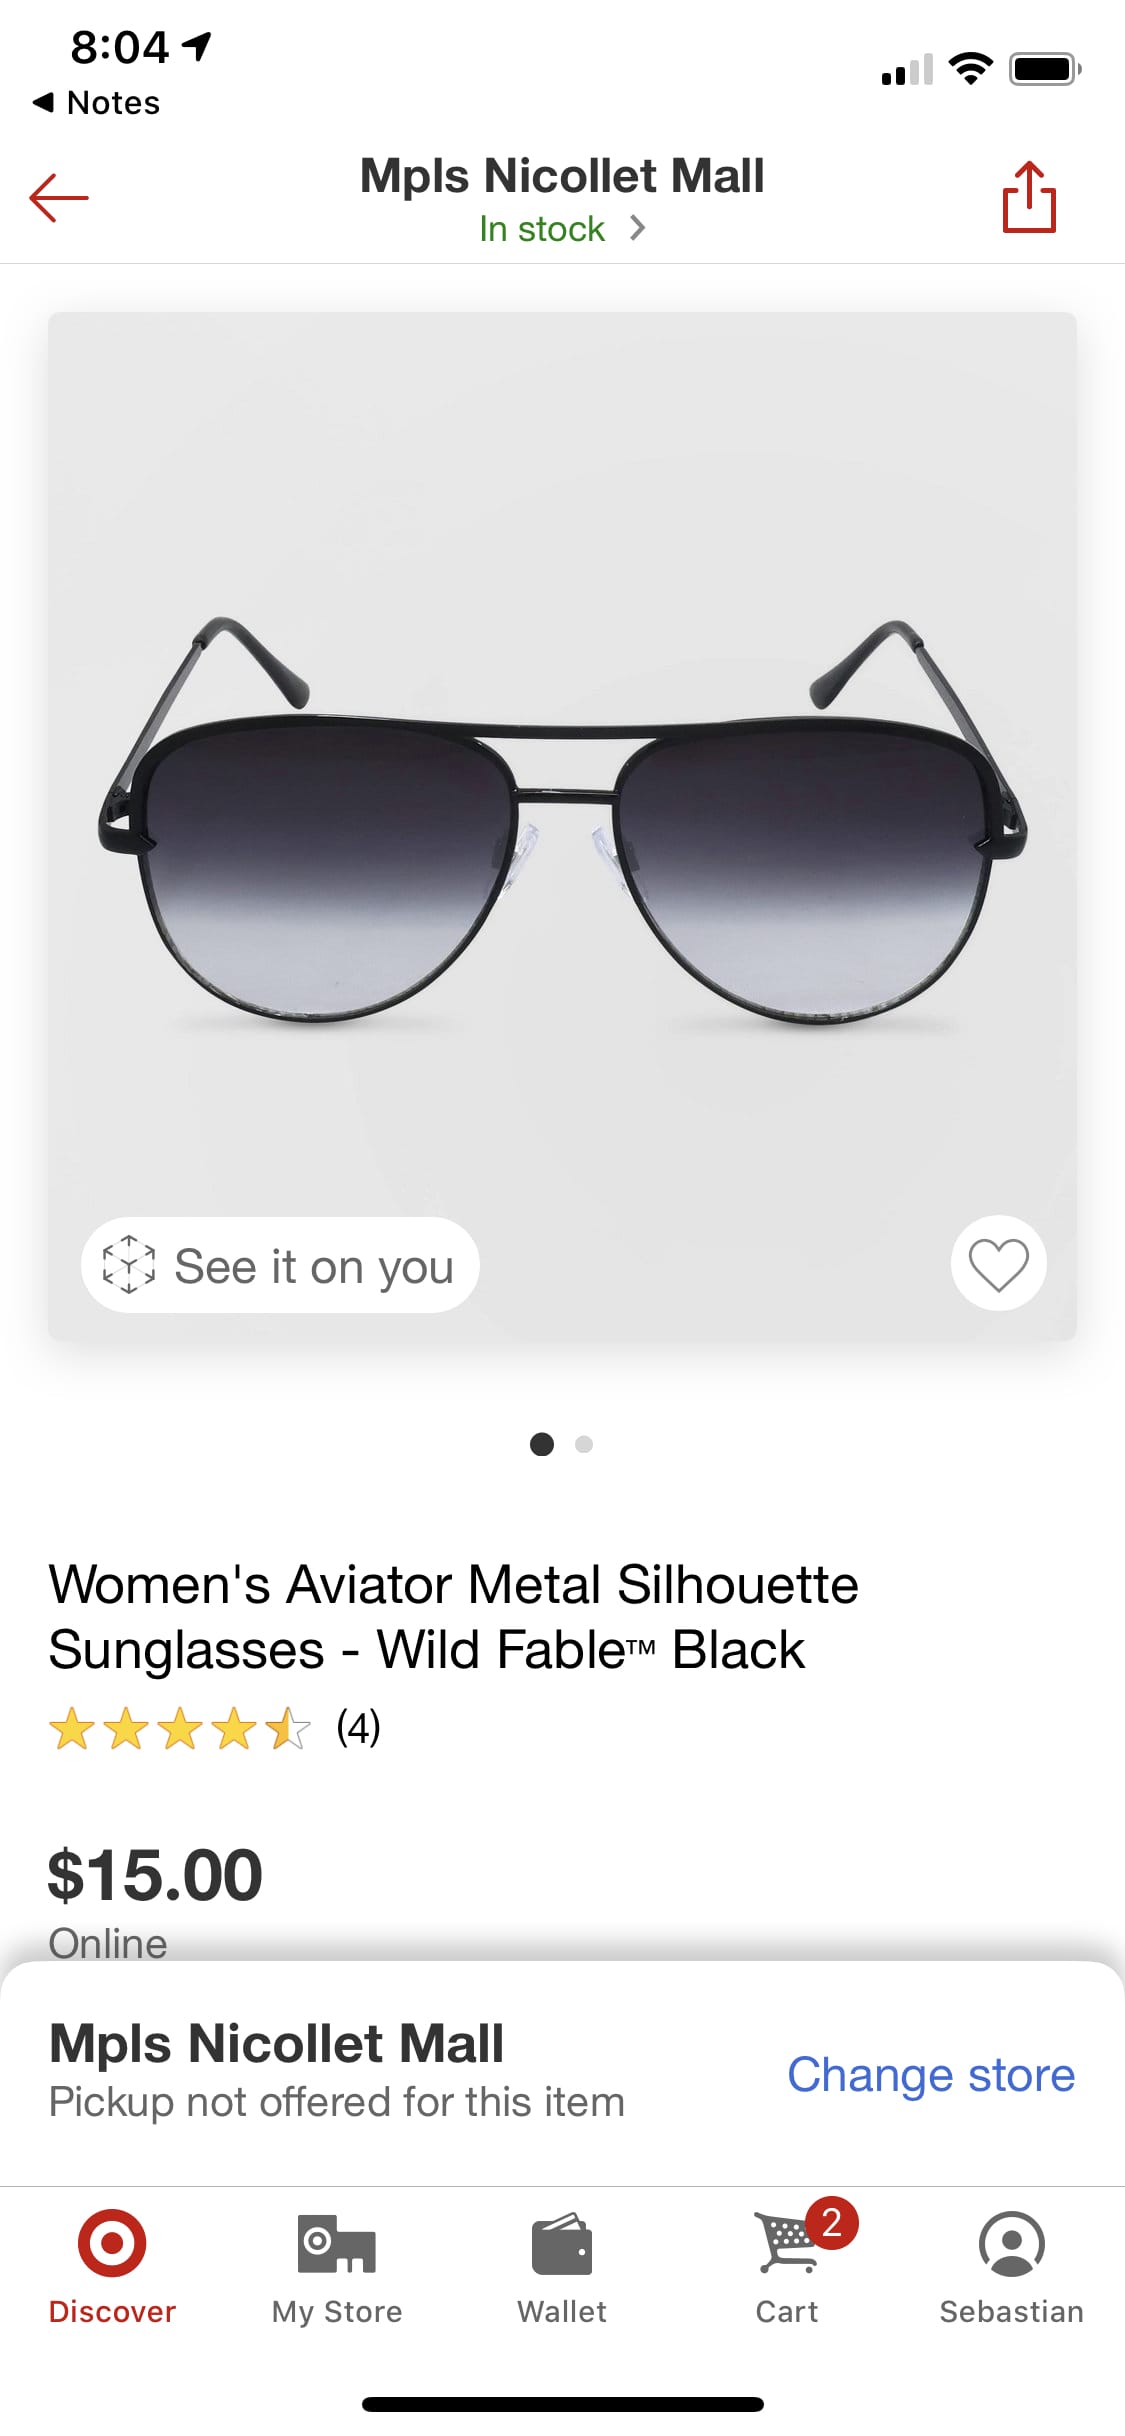 8:04
Notes
Mpls Nicollet Mall
In stock
See it on you
Women's Aviator Metal Silhouette
Sunglasses - Wild Fable™ Black
(4)
$15.00
Online
Mpls Nicollet Mall
Pickup not offered for this item
Change store
2
Discover
My Store
Wallet
Cart
Sebastian